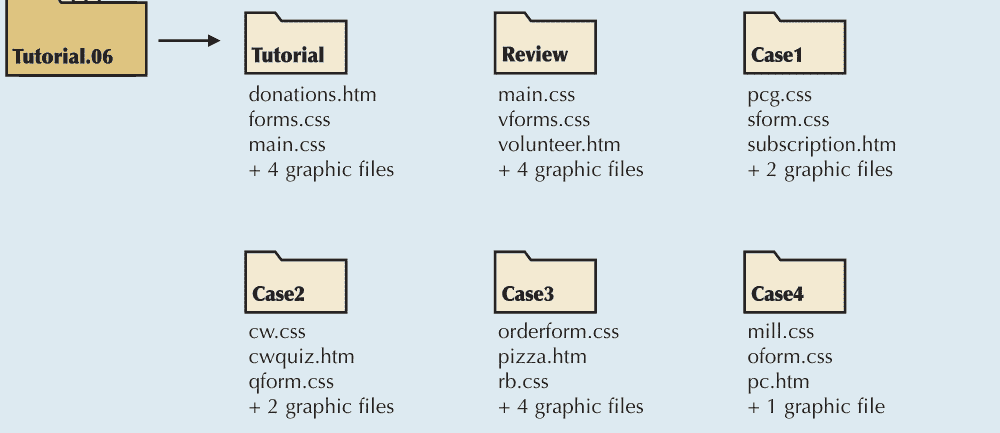 Tutorial.06
Tutorial
donations.htm
forms.css
main.css
+ 4 graphic files
Review
main.css
vforms.css
volunteer.htm
+ 4 graphic files
Case1
pcg.css
sform.css
subscription.htm
+ 2 graphic files
Case2
cw.css
cwquiz.htm
qform.css
+ 2 graphic files
Case3
orderform.css
pizza.htm
rb.css
+ 4 graphic files
Case4
mill.css
oform.css
pc.htm
+ 1 graphic file